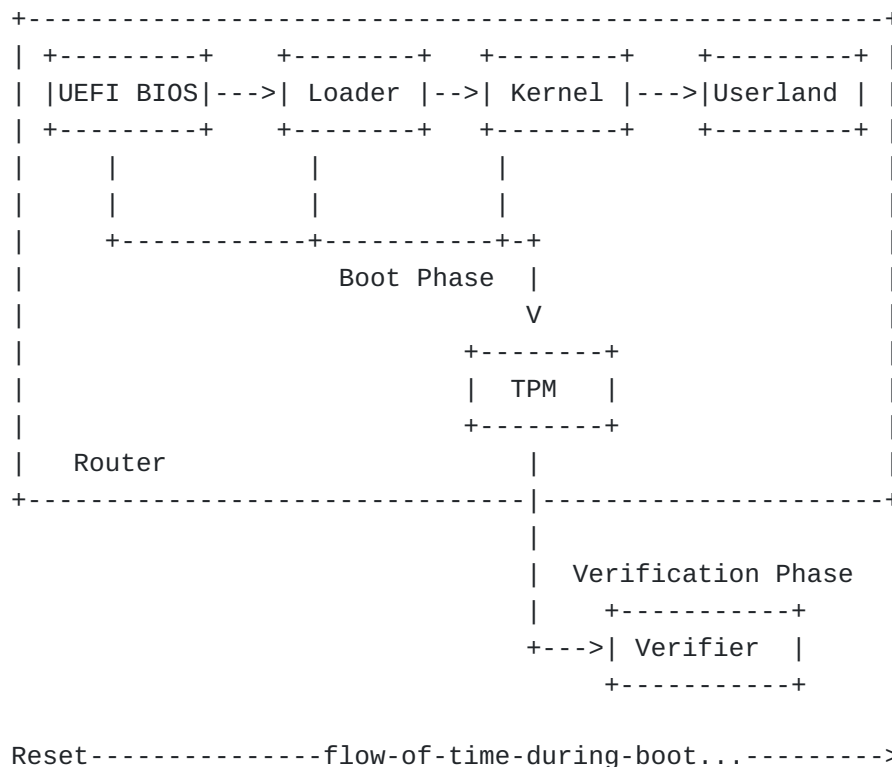 UEFI BIOS Loader Kernel Userland
Boot Phase
V
TPM
Router
Verification Phase
Verifier
Reset---------------flow-of-time-during-boot...--------->